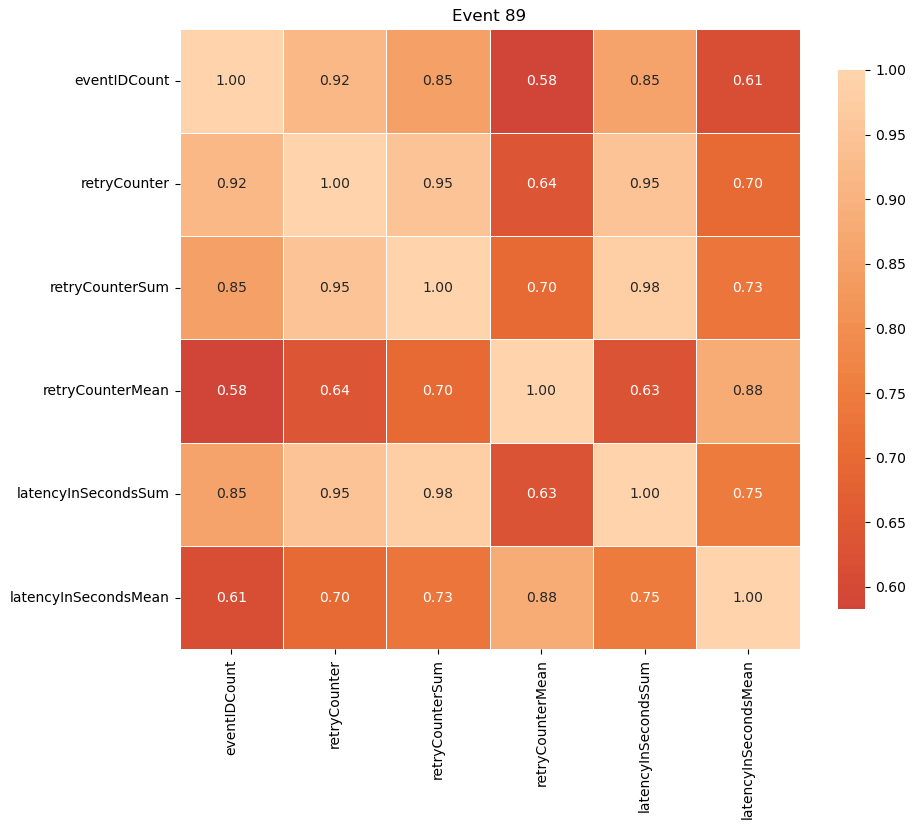 Event 89
eventIDCount 1.00 0.92 0.85 0.58 0.85 0.61
retryCounter 0.92 1.00 0.95 0.64 0.95 0.70
retryCounterSum 0.85 0.95 1.00 0.70 0.98 0.73
retryCounterMean 0.58 0.64 0.70 1.00 0.63 0.88
latencyInSecondsSum 0.85 0.95 0.98 0.63 1.00 0.75
latencyInSecondsMean 0.61 0.70 0.73 0.88 0.75 1.00
eventIDCount
retryCounter
retryCounterSum
retryCounterMean
latencyInSecondsSum
latencyInSecondsMean
1.00
0.95
0.90
0.85
0.80
0.75
0.70
0.65
0.60